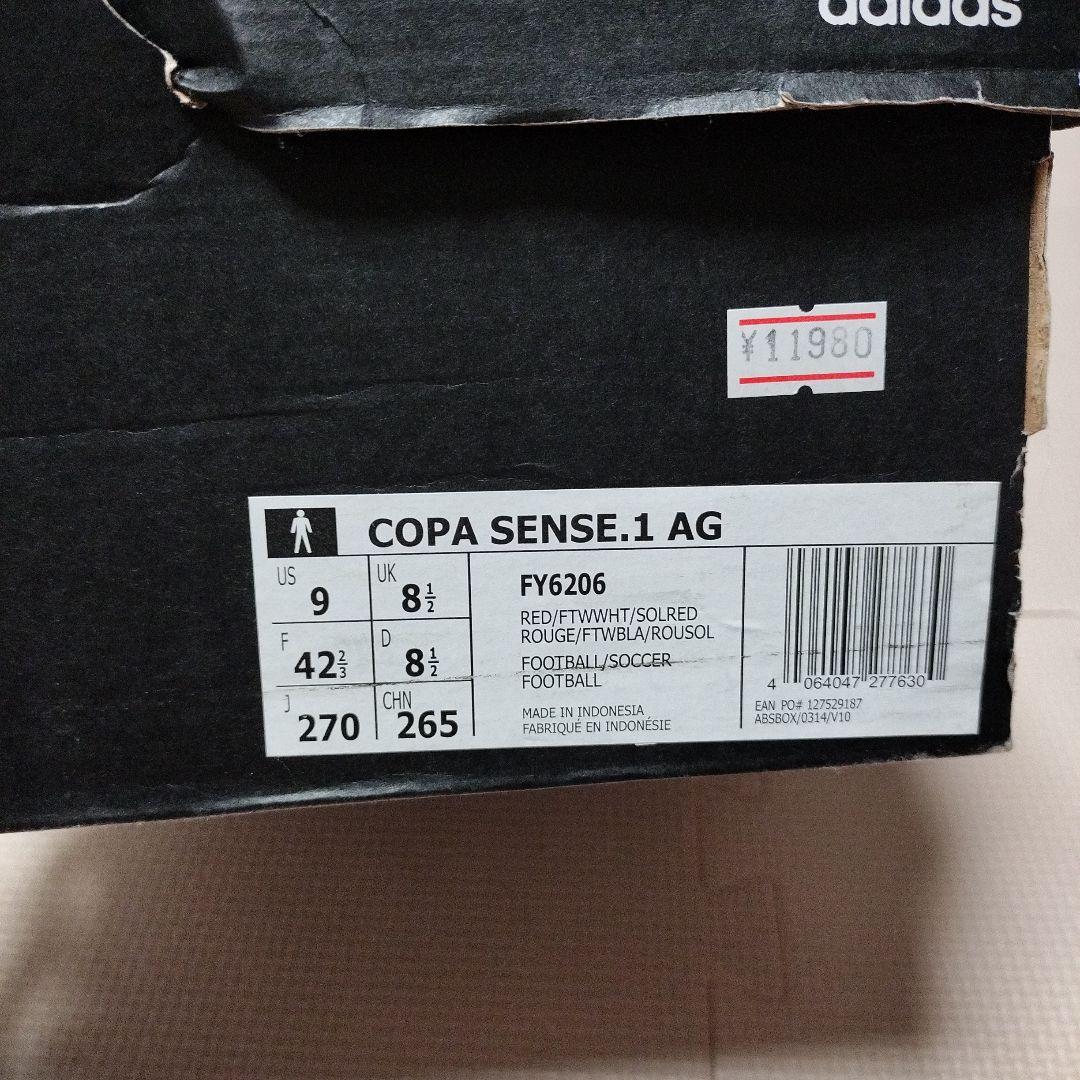 adidas
¥11980
COPA SENSE.1 AG
US 9
UK 8 1/2
F 42 2/3
D 8 1/2
J 270
CHN 265
FY6206
RED/FTWWHT/SOLRED
ROUGE/FTWBLA/ROUSOL
FOOTBALL/SOCCER
FOOTBALL
MADE IN INDONESIA
FABRIQUÉ EN INDONÉSIE
4 064047 277630
EAN PO# 127529187
ABSBOX/0314/V10